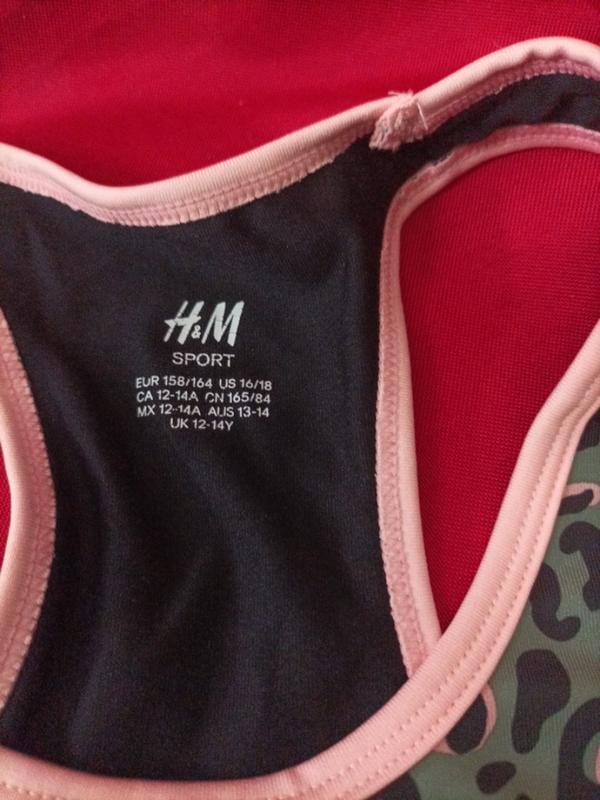 H&M
SPORT
EUR 158/164 US 16/18
CA 12-14A CN 165/84
MX 12-14A AUS 13-14
UK 12-14Y